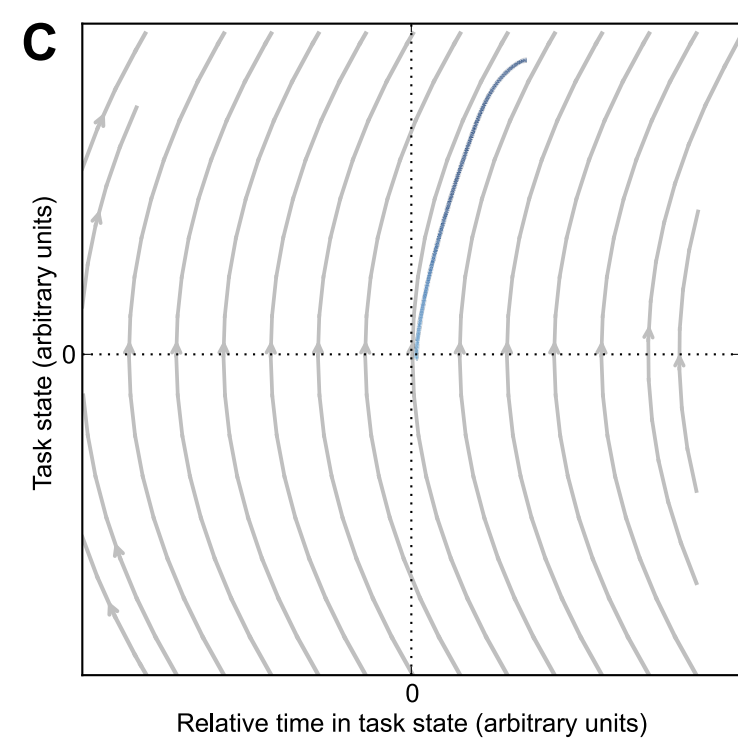 C
Task state (arbitrary units)
0
0
Relative time in task state (arbitrary units)